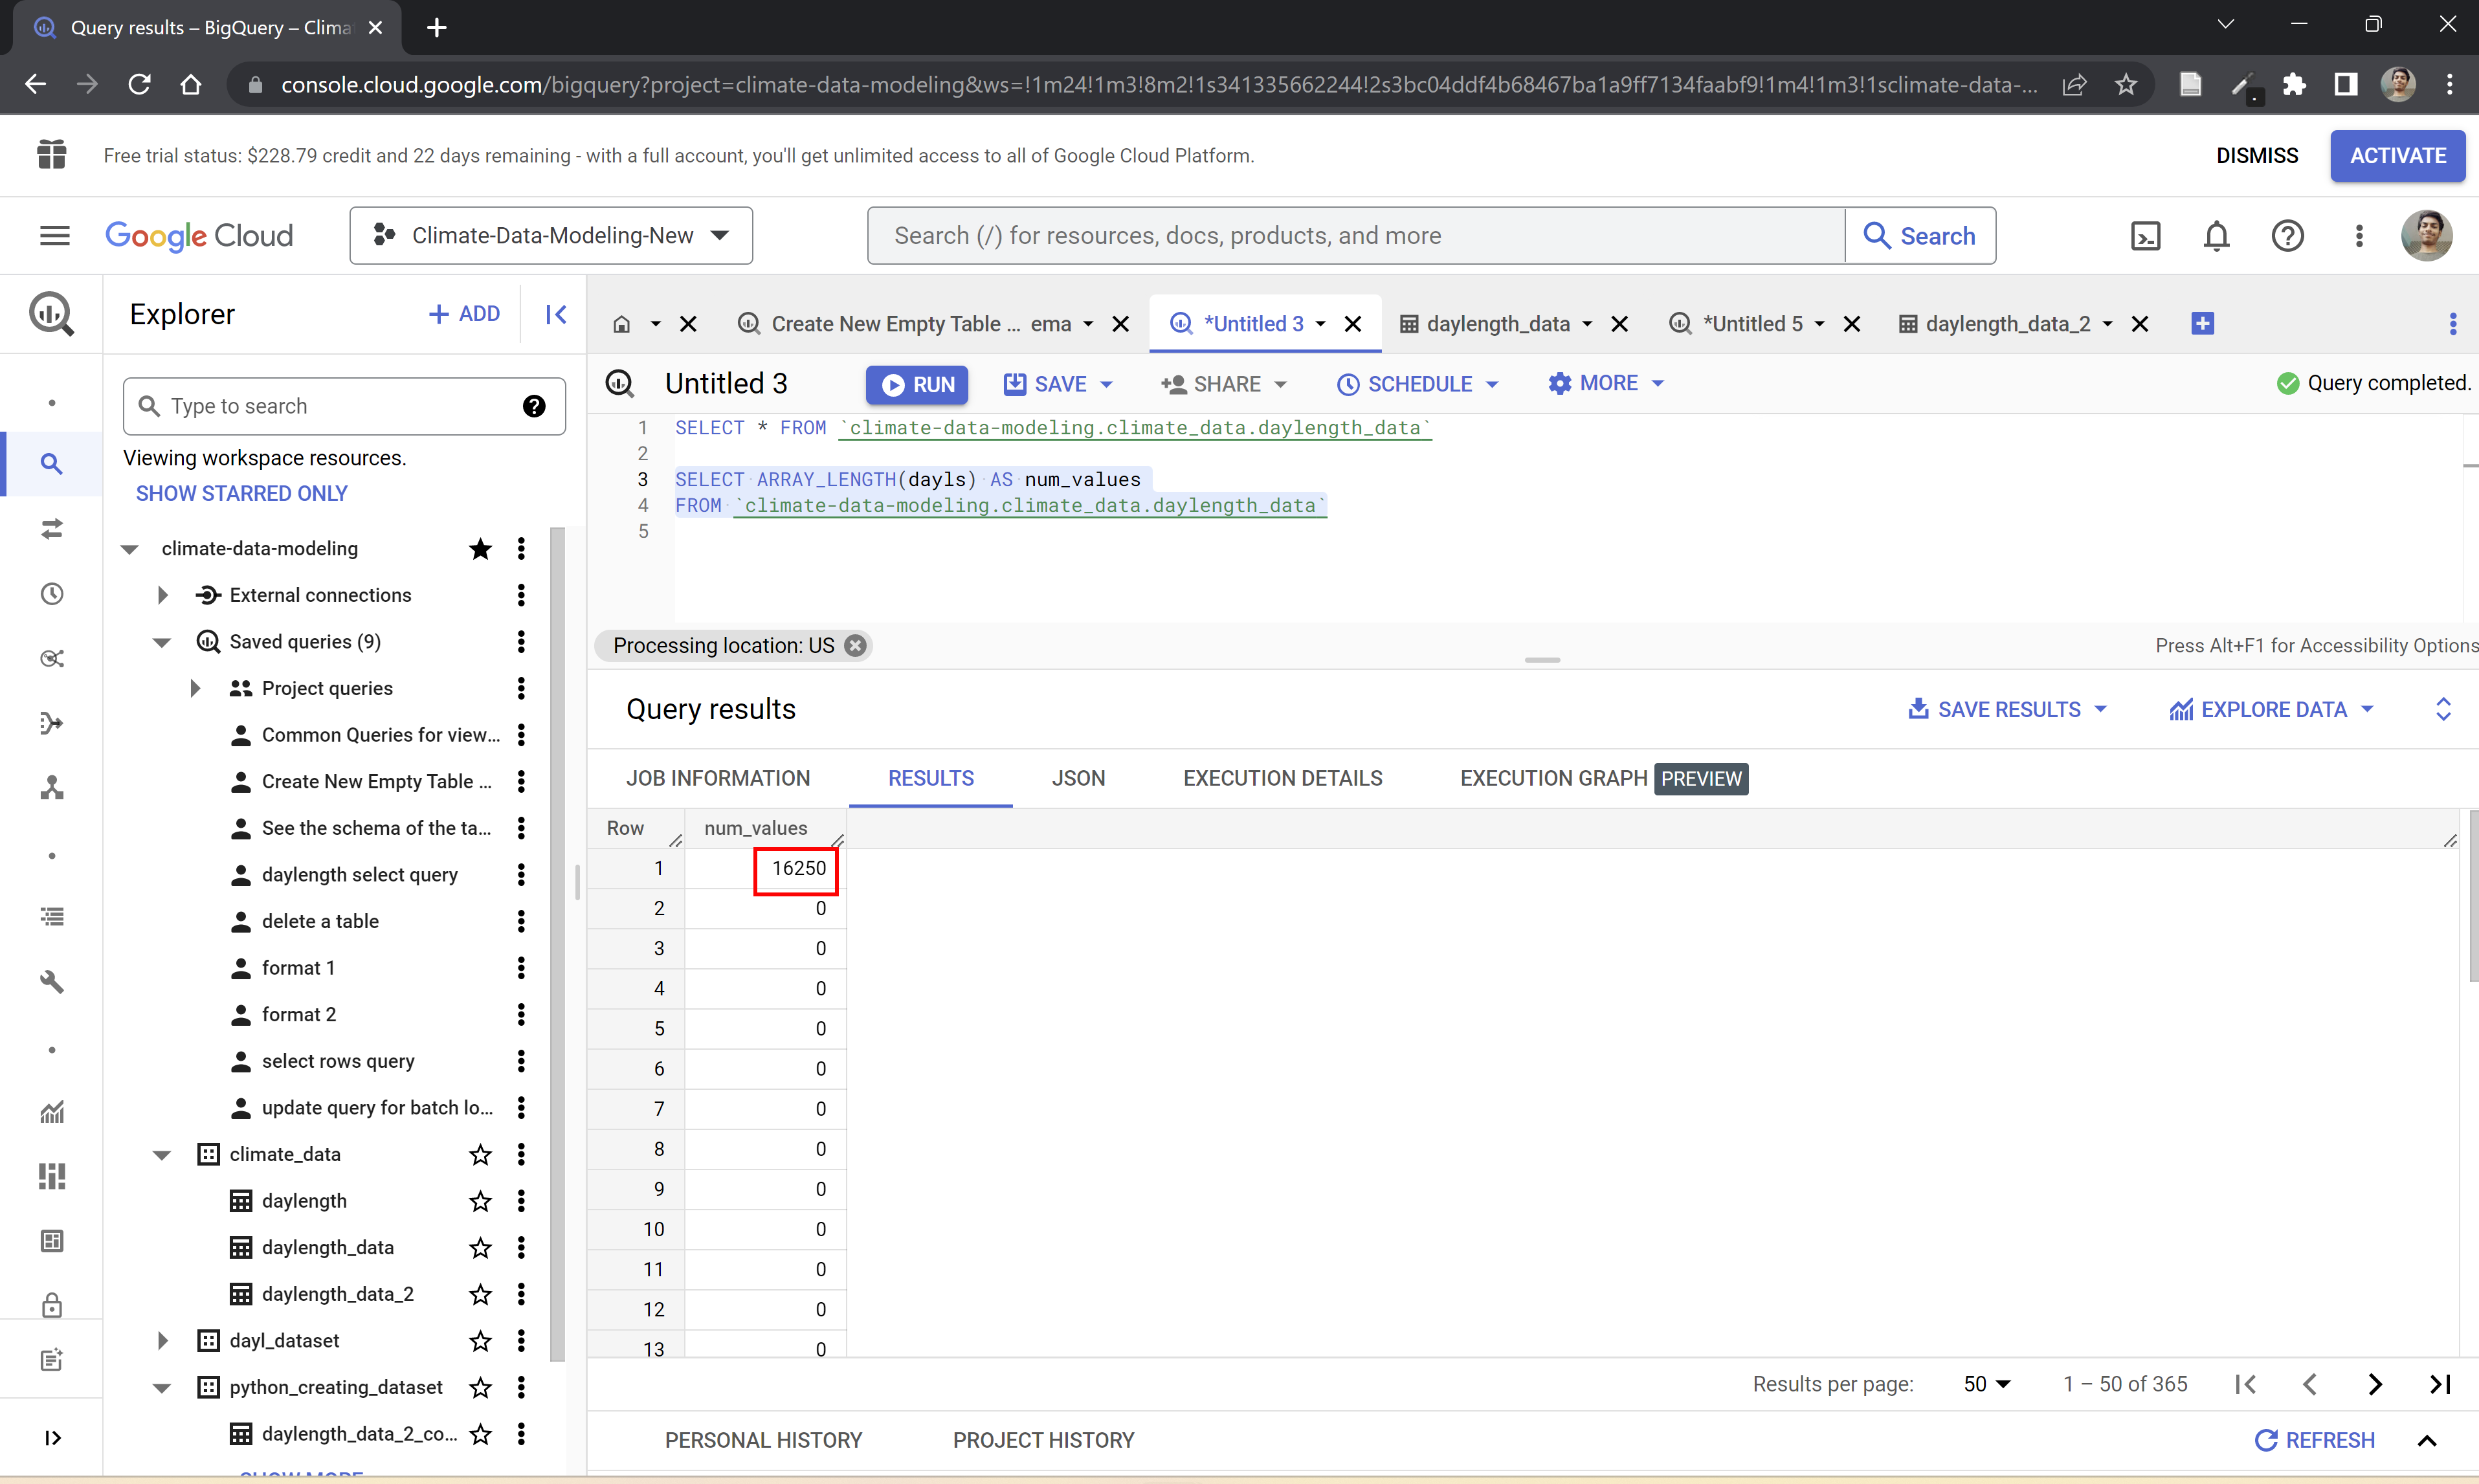 Query results – BigQuery – Clima
console.cloud.google.com/bigquery?project=climate-data-modeling&ws=!1m24!1m3!8m2!1s341335662244!2s3bc04ddf4b68467ba1a9ff7134faabf9!1m4!1m3!1sclimate-data-...
Free trial status: $228.79 credit and 22 days remaining - with a full account, you'll get unlimited access to all of Google Cloud Platform.
DISMISS
ACTIVATE
Google Cloud
Climate-Data-Modeling-New
Search (/) for resources, docs, products, and more
Search
Explorer
+ ADD
Create New Empty Table ... ema
*Untitled 3
daylength_data
*Untitled 5
daylength_data_2
Untitled 3
RUN
SAVE
SHARE
SCHEDULE
MORE
Query completed.
Type to search
Viewing workspace resources.
SHOW STARRED ONLY
climate-data-modeling
External connections
Saved queries (9)
Project queries
Common Queries for view...
Create New Empty Table ...
See the schema of the ta...
daylength select query
delete a table
format 1
format 2
select rows query
update query for batch lo...
climate_data
daylength
daylength_data
daylength_data_2
dayl_dataset
python_creating_dataset
daylength_data_2_co...
SHOW MORE
1 SELECT * FROM `climate-data-modeling.climate_data.daylength_data`
2
3 SELECT ARRAY_LENGTH(dayls) AS num_values
4 FROM `climate-data-modeling.climate_data.daylength_data`
5
Processing location: US
Press Alt+F1 for Accessibility Options
Query results
SAVE RESULTS
EXPLORE DATA
JOB INFORMATION
RESULTS
JSON
EXECUTION DETAILS
EXECUTION GRAPH PREVIEW
Row num_values
1 16250
2 0
3 0
4 0
5 0
6 0
7 0
8 0
9 0
10 0
11 0
12 0
13 0
Results per page: 50 1 – 50 of 365
PERSONAL HISTORY
PROJECT HISTORY
REFRESH